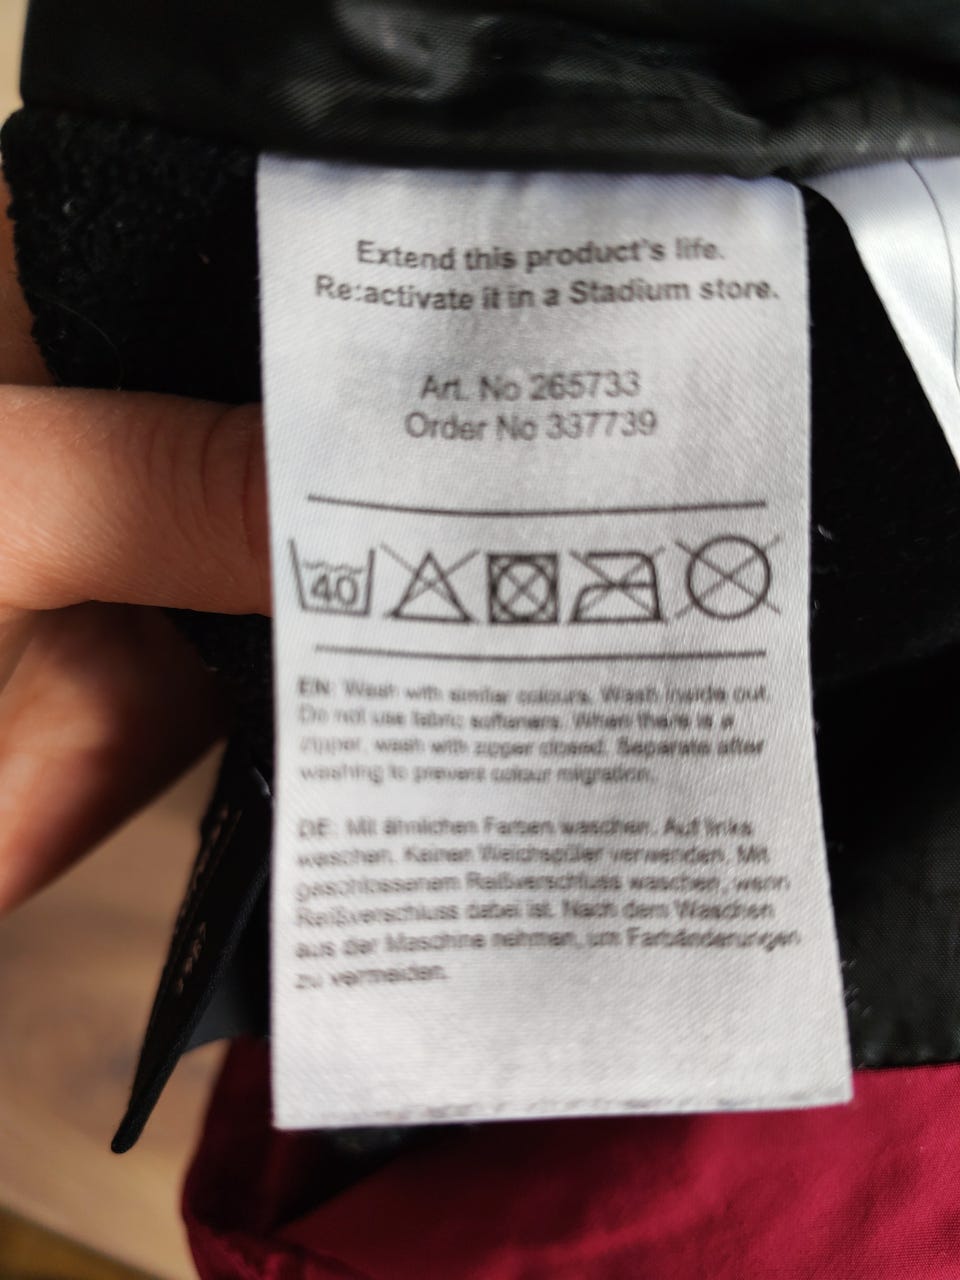 Extend this product's life.
Re:activate it in a Stadium store.
Art. No 265733
Order No 337739
40
EN: Wash with similar colours. Wash inside out.
Do not use fabric softeners. When there is a
zipper, wash with zipper closed. Separate after
washing to prevent colour migration.
DE: Mit ähnlichen Farben waschen. Auf links
waschen. Keinen Weichspüler verwenden. Mit
geschlossenem Reißverschluss waschen, wenn
Reißverschluss dabei ist. Nach dem Waschen
aus der Maschine nehmen, um Farbänderungen
zu vermeiden.